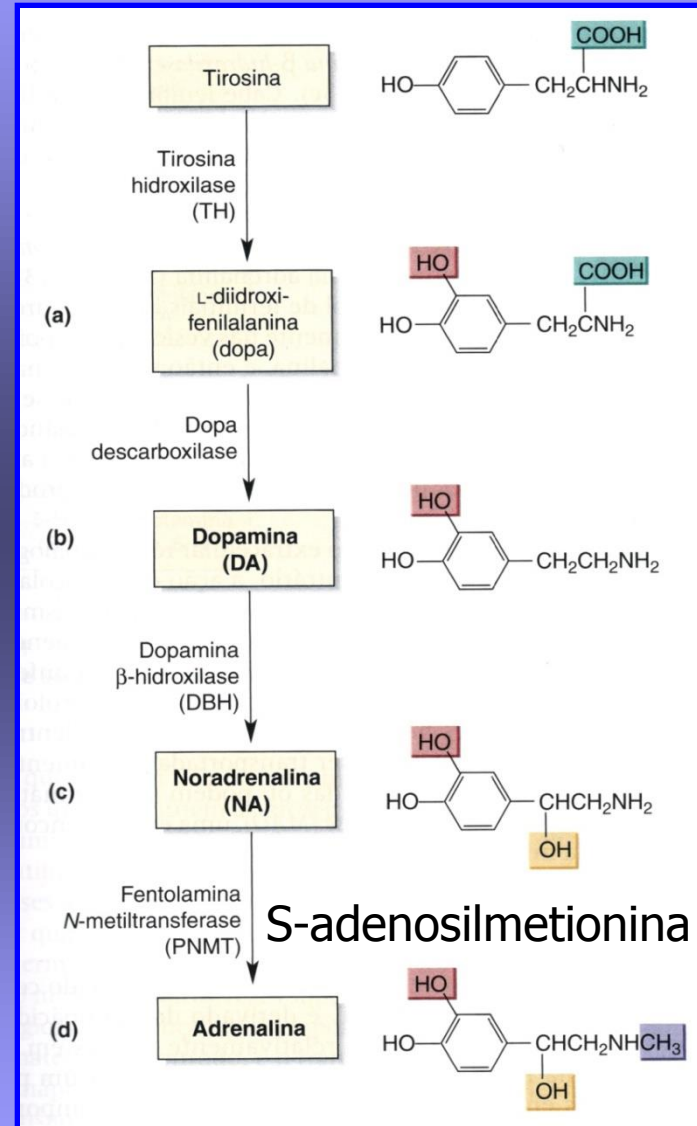 Tirosina
COOH
HO
CH₂CHNH₂
Tirosina
hidroxilase
(TH)
(a)
L-diidroxi-
fenilalanina
(dopa)
HO
COOH
HO
CH₂CNH₂
Dopa
descarboxilase
(b)
Dopamina
(DA)
HO
HO
CH₂CH₂NH₂
Dopamina
β-hidroxilase
(DBH)
(c)
Noradrenalina
(NA)
HO
HO
CHCH₂NH₂
OH
Fentolamina
N-metiltransferase
(PNMT)
S-adenosilmetionina
(d)
Adrenalina
HO
HO
CHCH₂NHCH₃
OH